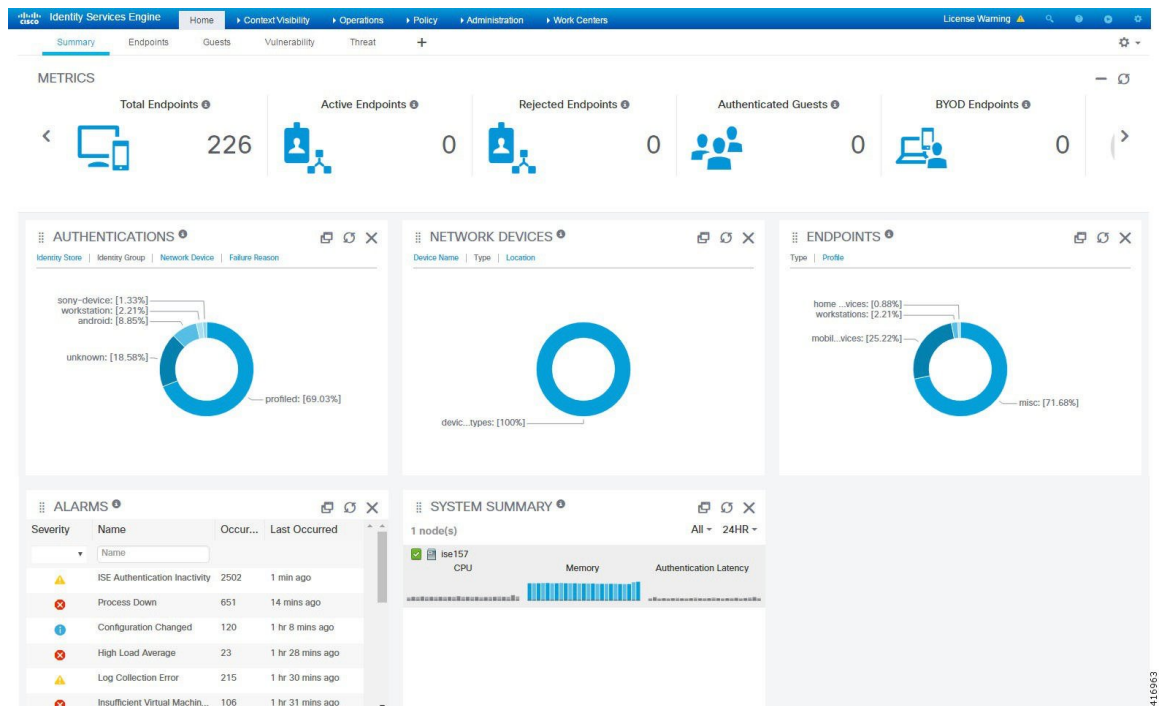 cisco Identity Services Engine Home Context Visibility Operations Policy Administration Work Centers License Warning
Summary Endpoints Guests Vulnerability Threat +
METRICS
Total Endpoints Active Endpoints Rejected Endpoints Authenticated Guests BYOD Endpoints
226 0 0 0 0
AUTHENTICATIONS
Identity Store | Identity Group | Network Device | Failure Reason
sony-device: [1.33%]
workstation: [2.21%]
android: [8.85%]
unknown: [18.58%]
profiled: [69.03%]
NETWORK DEVICES
Device Name | Type | Location
devic...types: [100%]
ENDPOINTS
Type | Profile
home ...vices: [0.88%]
workstations: [2.21%]
mobil...vices: [25.22%]
misc: [71.68%]
ALARMS
Severity Name Occur... Last Occurred
Name
ISE Authentication Inactivity 2502 1 min ago
Process Down 651 14 mins ago
Configuration Changed 120 1 hr 8 mins ago
High Load Average 23 1 hr 28 mins ago
Log Collection Error 215 1 hr 30 mins ago
Insufficient Virtual Machin... 106 1 hr 31 mins ago
SYSTEM SUMMARY
1 node(s) All 24HR
ise157
CPU Memory Authentication Latency
416963